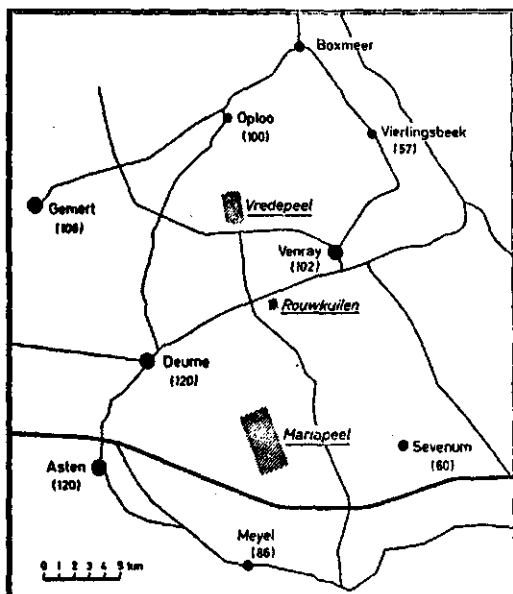 Boxmeer
Oploo
(100)
Vierlingsbeek
(57)
Gemert
(106)
Vredepeel
Venray
(102)
Rouwkuilen
Deurne
(120)
Mariapeel
Sevenum
(60)
Asten
(120)
Meyel
(86)
0 1 2 3 4 5 km